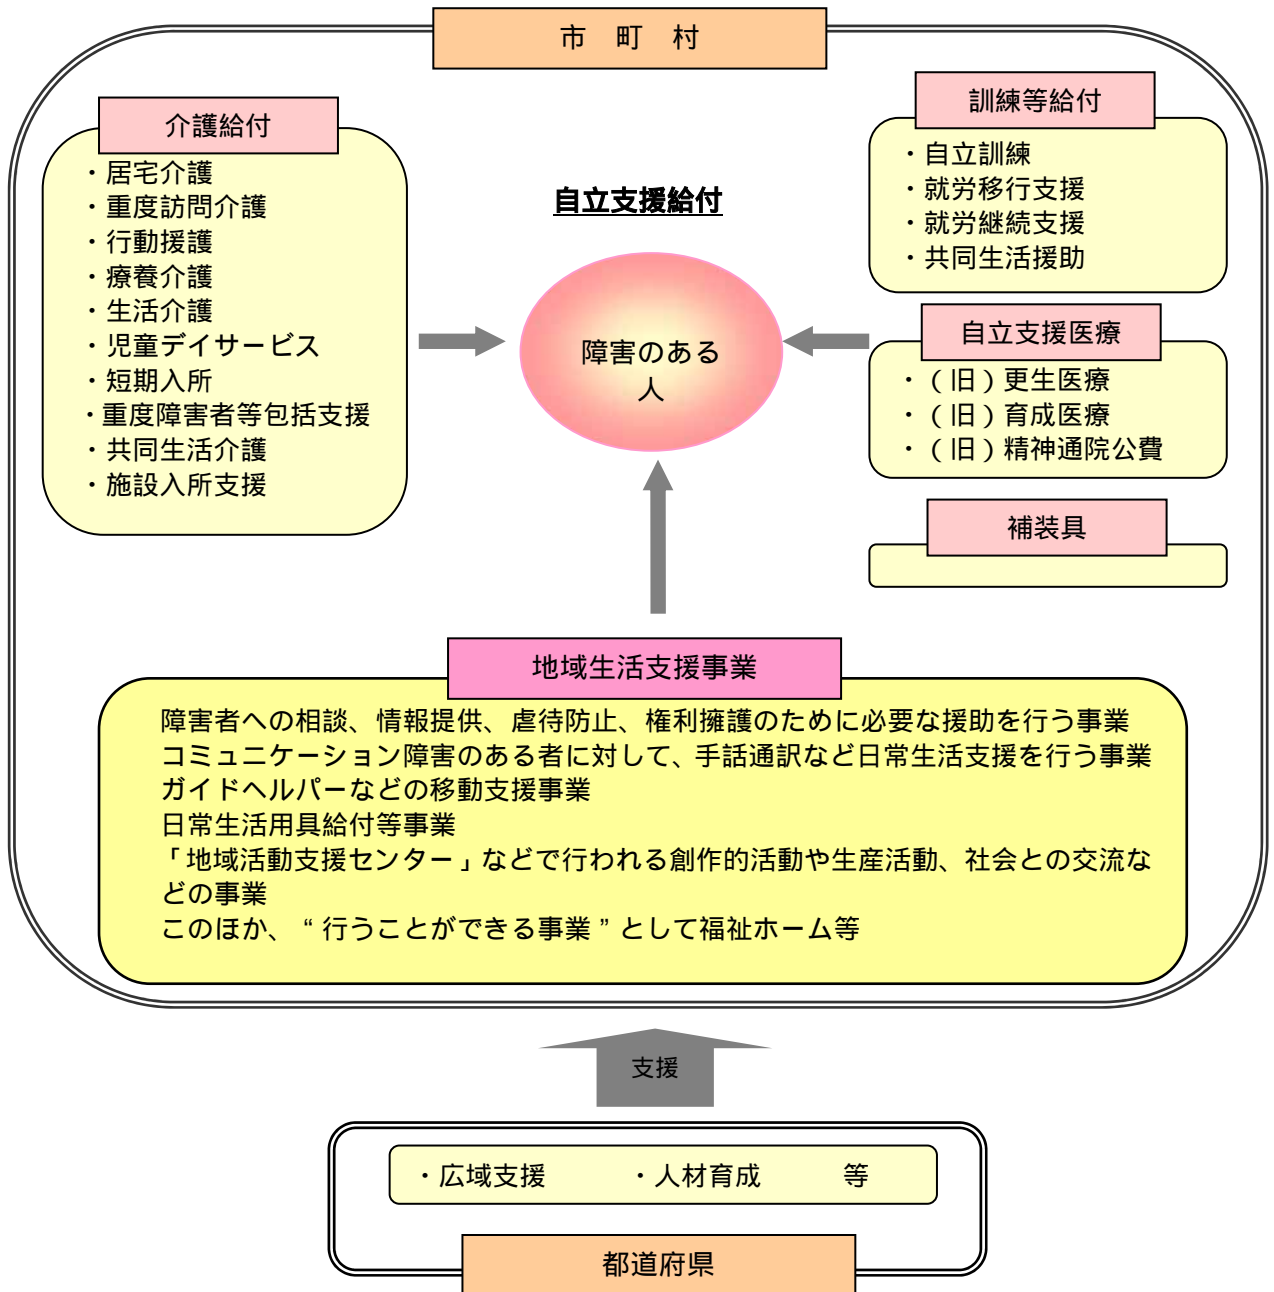 市　町　村
介護給付
・居宅介護
・重度訪問介護
・行動援護
・療養介護
・生活介護
・児童デイサービス
・短期入所
・重度障害者等包括支援
・共同生活介護
・施設入所支援
自立支援給付
障害のある
人
訓練等給付
・自立訓練
・就労移行支援
・就労継続支援
・共同生活援助
自立支援医療
・（旧）更生医療
・（旧）育成医療
・（旧）精神通院公費
補装具
地域生活支援事業
障害者への相談、情報提供、虐待防止、権利擁護のために必要な援助を行う事業
コミュニケーション障害のある者に対して、手話通訳など日常生活支援を行う事業
ガイドヘルパーなどの移動支援事業
日常生活用具給付等事業
「地域活動支援センター」などで行われる創作的活動や生産活動、社会との交流な
どの事業
このほか、“行うことができる事業”として福祉ホーム等
支援
・広域支援　　　・人材育成　　　等
都道府県